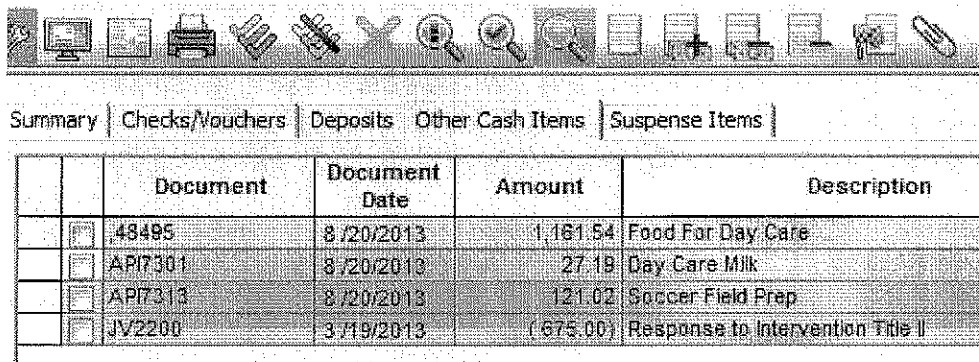 Summary Checks/Vouchers Deposits Other Cash Items Suspense Items
Document Document Date Amount Description
,48495 8 /20/2013 1,161.54 Food For Day Care
API7301 8 /20/2013 27.19 Day Care Milk
API7313 8 /20/2013 121.02 Soccer Field Prep
JV2200 3 /19/2013 ( 675.00) Response to Intervention Title II